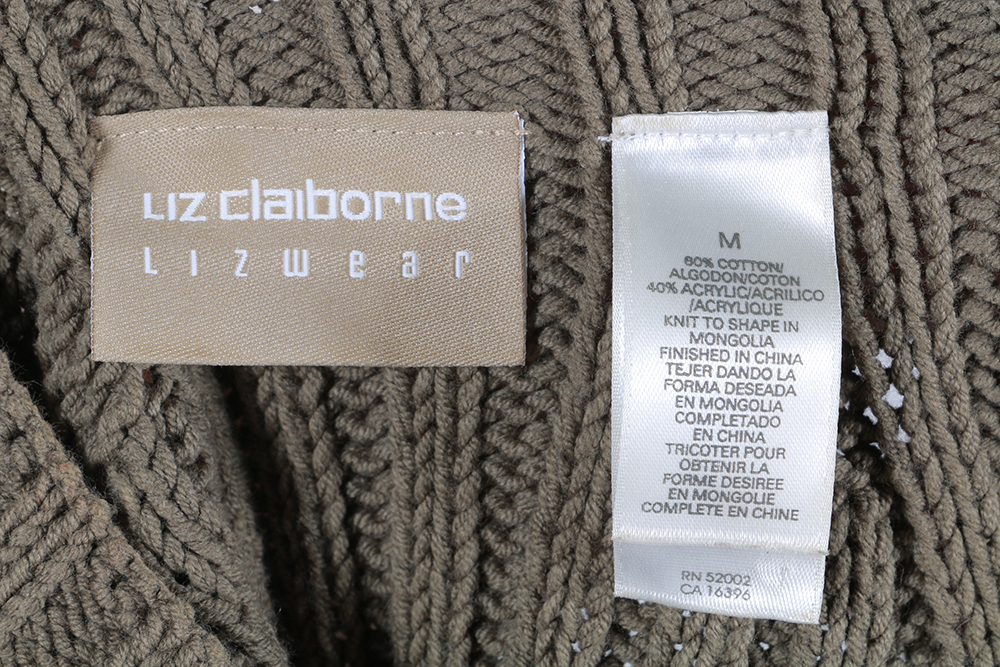 Liz claiborne
Lizwear
M
60% COTTON/
ALGODON/COTON
40% ACRYLIC/ACRILICO
/ACRYLIQUE
KNIT TO SHAPE IN
MONGOLIA
FINISHED IN CHINA
TEJER DANDO LA
FORMA DESEADA
EN MONGOLIA
COMPLETADO
EN CHINA
TRICOTER POUR
OBTENIR LA
FORME DESIREE
EN MONGOLIE
COMPLETE EN CHINE
RN 52002
CA 16396